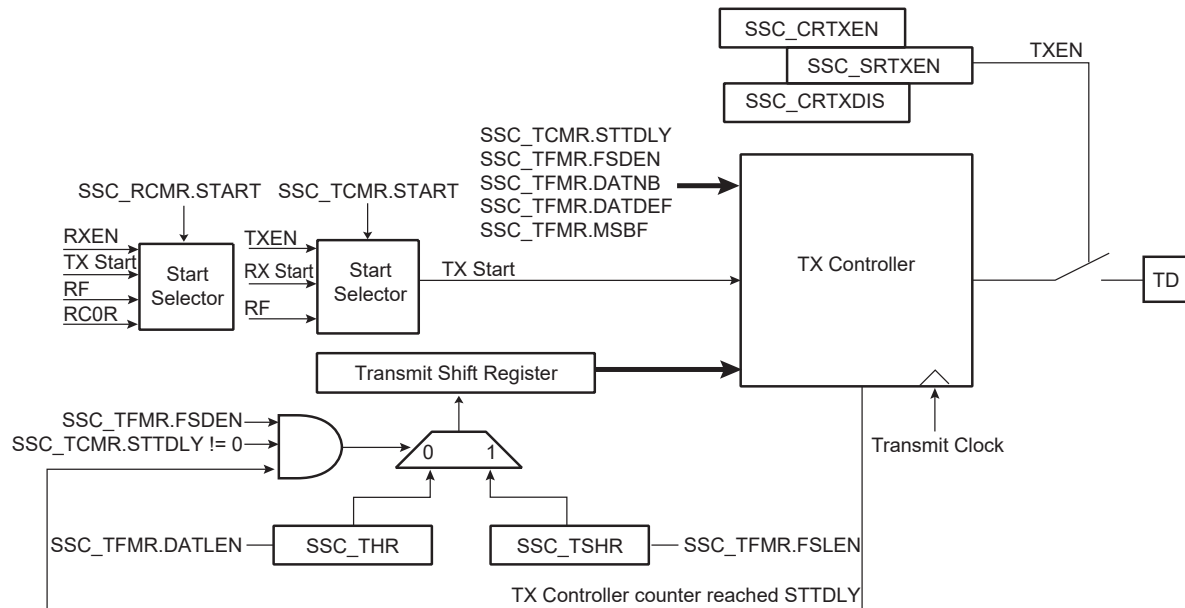 SSC_CRTXEN
SSC_SRTXEN
SSC_CRTXDIS
TXEN
SSC_TCMR.STTDLY
SSC_TFMR.FSDEN
SSC_TFMR.DATNB
SSC_TFMR.DATDEF
SSC_TFMR.MSBF
SSC_RCMR.START
SSC_TCMR.START
RXEN
TX Start
RF
RC0R
Start
Selector
TXEN
RX Start
RF
Start
Selector
TX Start
TX Controller
TD
Transmit Shift Register
Transmit Clock
SSC_TFMR.FSDEN
SSC_TCMR.STTDLY != 0
0
1
SSC_TFMR.DATLEN
SSC_THR
SSC_TSHR
SSC_TFMR.FSLEN
TX Controller counter reached STTDLY